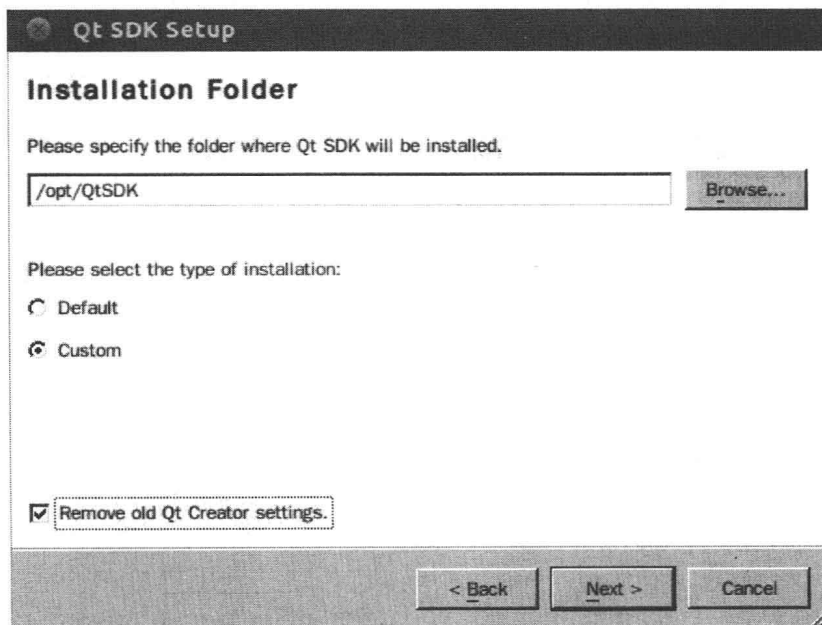 Qt SDK Setup
Installation Folder
Please specify the folder where Qt SDK will be installed.
/opt/QtSDK
Browse...
Please select the type of installation:
Default
Custom
Remove old Qt Creator settings.
< Back
Next >
Cancel